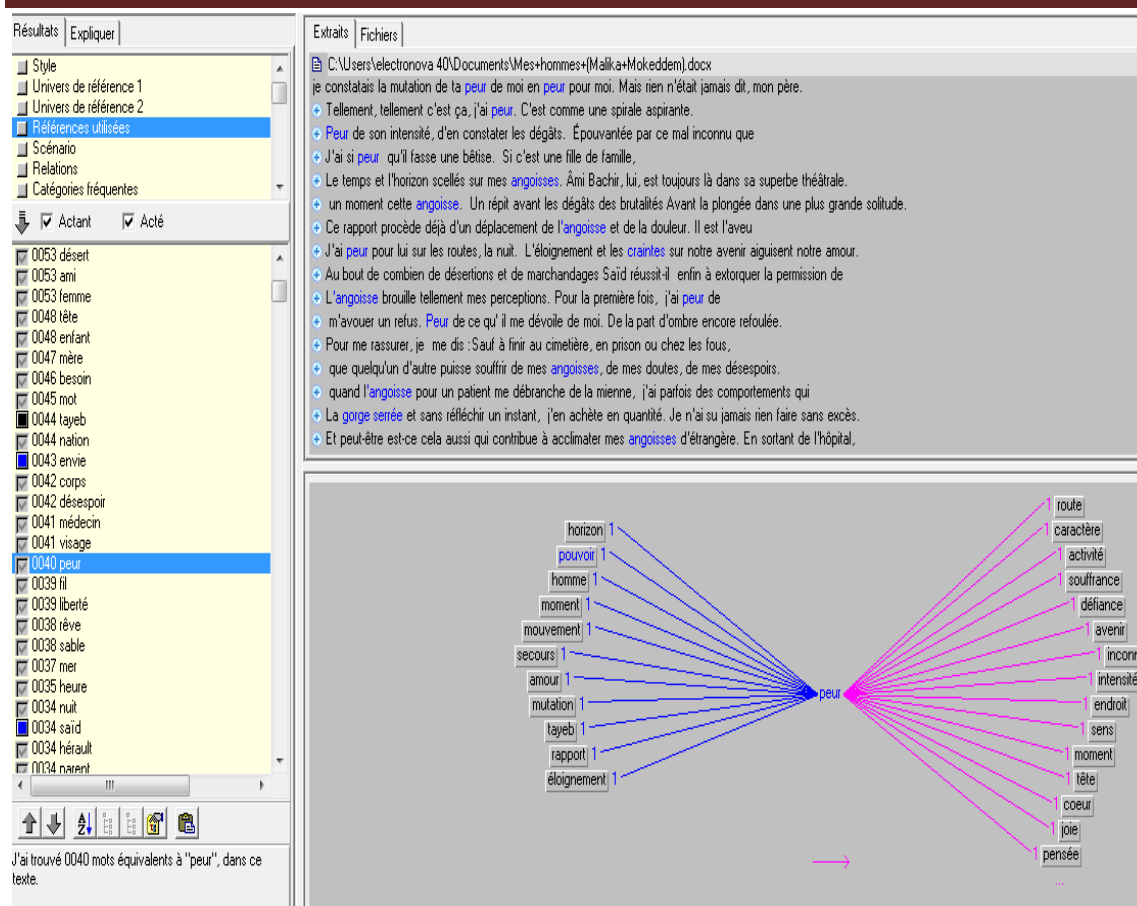 Résultats Expliquer
Style
Univers de référence 1
Univers de référence 2
Références utilisées
Scénario
Relations
Catégories fréquentes
Actant Acté
0053 désert
0053 ami
0053 femme
0048 tête
0048 enfant
0047 mère
0046 besoin
0045 mot
0044 tayeb
0044 nation
0043 envie
0042 corps
0042 désespoir
0041 médecin
0041 visage
0040 peur
0039 fil
0039 liberté
0038 rêve
0038 sable
0037 mer
0035 heure
0034 nuit
0034 saïd
0034 hérault
0034 parent
J'ai trouvé 0040 mots équivalents à "peur", dans ce
texte.
Extraits Fichiers
C:\Users\electronova 40\Documents\Mes+hommes+(Malika+Mokeddem).docx
je constatais la mutation de ta peur de moi en peur pour moi. Mais rien n'était jamais dit, mon père.
Tellement, tellement c'est ça, j'ai peur. C'est comme une spirale aspirante.
Peur de son intensité, d'en constater les dégâts. Épouvantée par ce mal inconnu que
J'ai si peur qu'il fasse une bêtise. Si c'est une fille de famille,
Le temps et l'horizon scellés sur mes angoisses. Âmi Bachir, lui, est toujours là dans sa superbe théâtrale.
un moment cette angoisse. Un répit avant les dégâts des brutalités Avant la plongée dans une plus grande solitude.
Ce rapport procède déjà d'un déplacement de l'angoisse et de la douleur. Il est l'aveu
J'ai peur pour lui sur les routes, la nuit. L'éloignement et les craintes sur notre avenir aiguisent notre amour.
Au bout de combien de désertions et de marchandages Saïd réussit-il enfin à extorquer la permission de
L'angoisse brouille tellement mes perceptions. Pour la première fois, j'ai peur de
m'avouer un refus. Peur de ce qu' il me dévoile de moi. De la part d'ombre encore refoulée.
Pour me rassurer, je me dis :Sauf à finir au cimetière, en prison ou chez les fous,
que quelqu'un d'autre puisse souffrir de mes angoisses, de mes doutes, de mes désespoirs.
quand l'angoisse pour un patient me débranche de la mienne, j'ai parfois des comportements qui
La gorge serrée et sans réfléchir un instant, j'en achète en quantité. Je n'ai su jamais rien faire sans excès.
Et peut-être est-ce cela aussi qui contribue à acclimater mes angoisses d'étrangère. En sortant de l'hôpital,
horizon 1
pouvoir 1
homme 1
moment 1
mouvement 1
secours 1
amour 1
mutation 1
tayeb 1
rapport 1
éloignement 1
peur
1 route
1 caractère
1 activité
1 souffrance
1 défiance
1 avenir
1 inconn
1 intensité
1 endroit
1 sens
1 moment
1 tête
1 coeur
1 joie
1 pensée
...